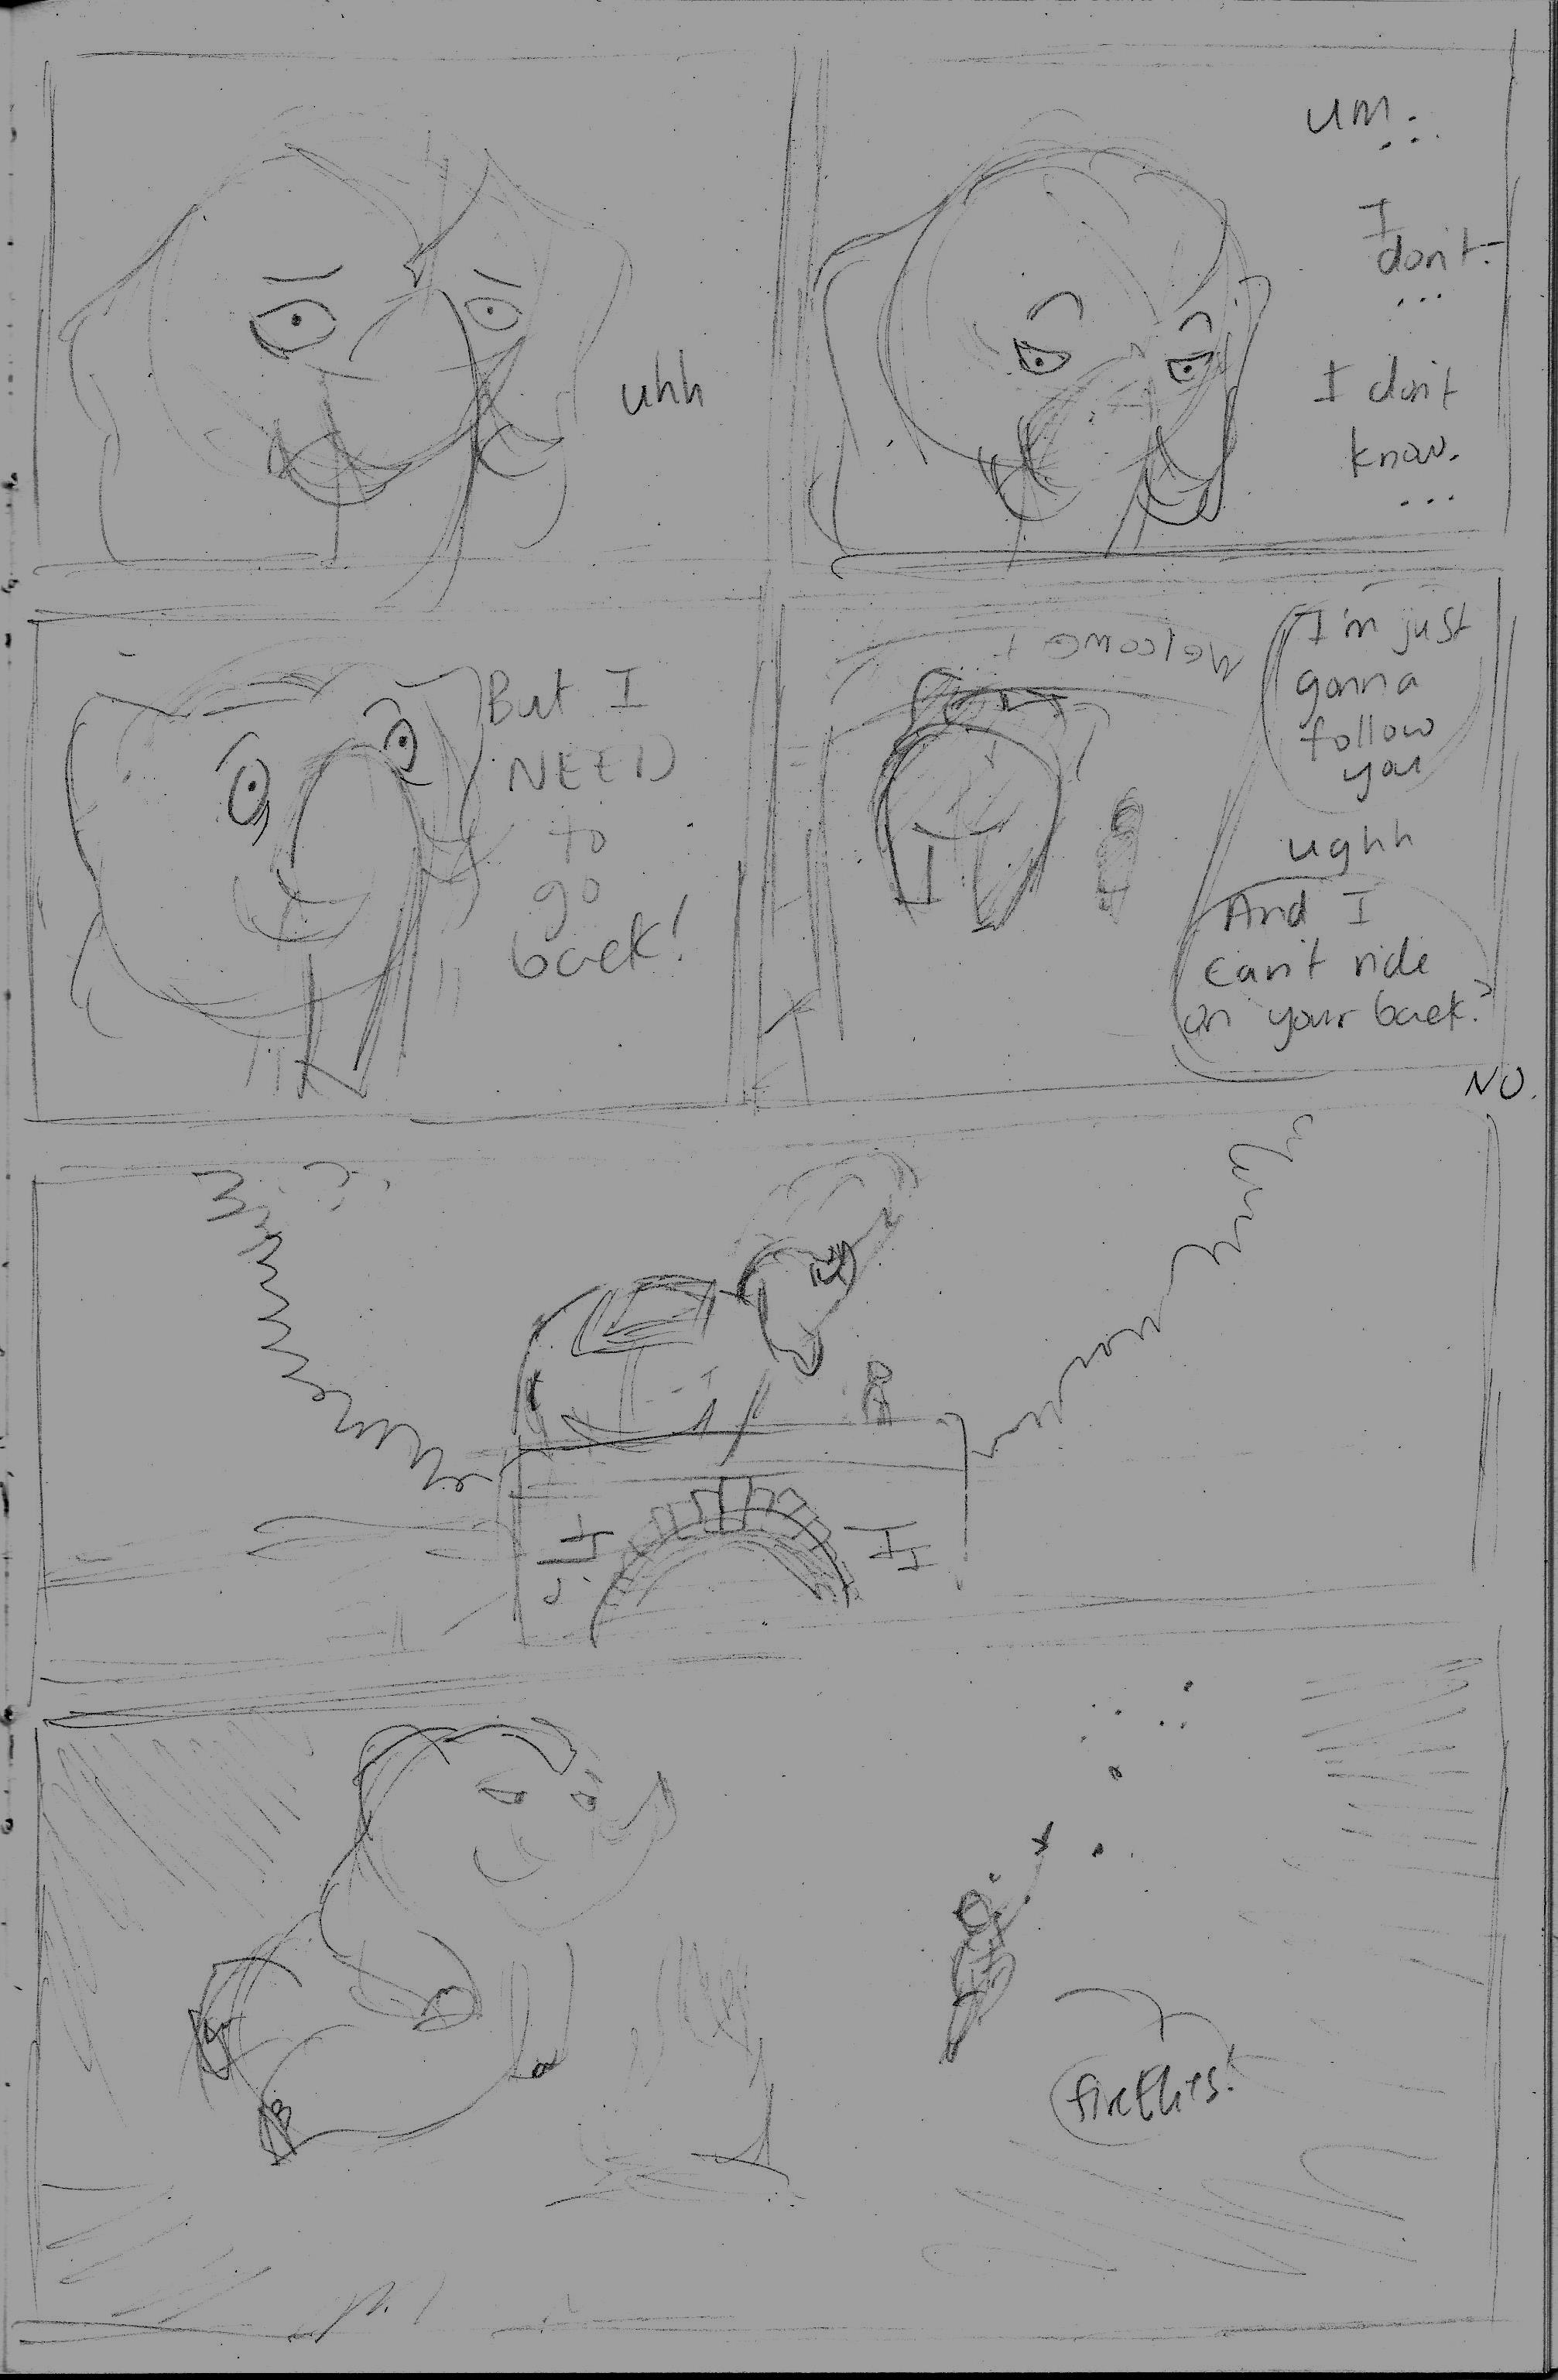 uhh
um...
I
don't.
...
I don't
know.
...
But I
NEED
to
go
back!
WelcomE t
I'm just
gonna
follow
you
ughh
And I
can't ride
on your back?
NO.
fireflies!